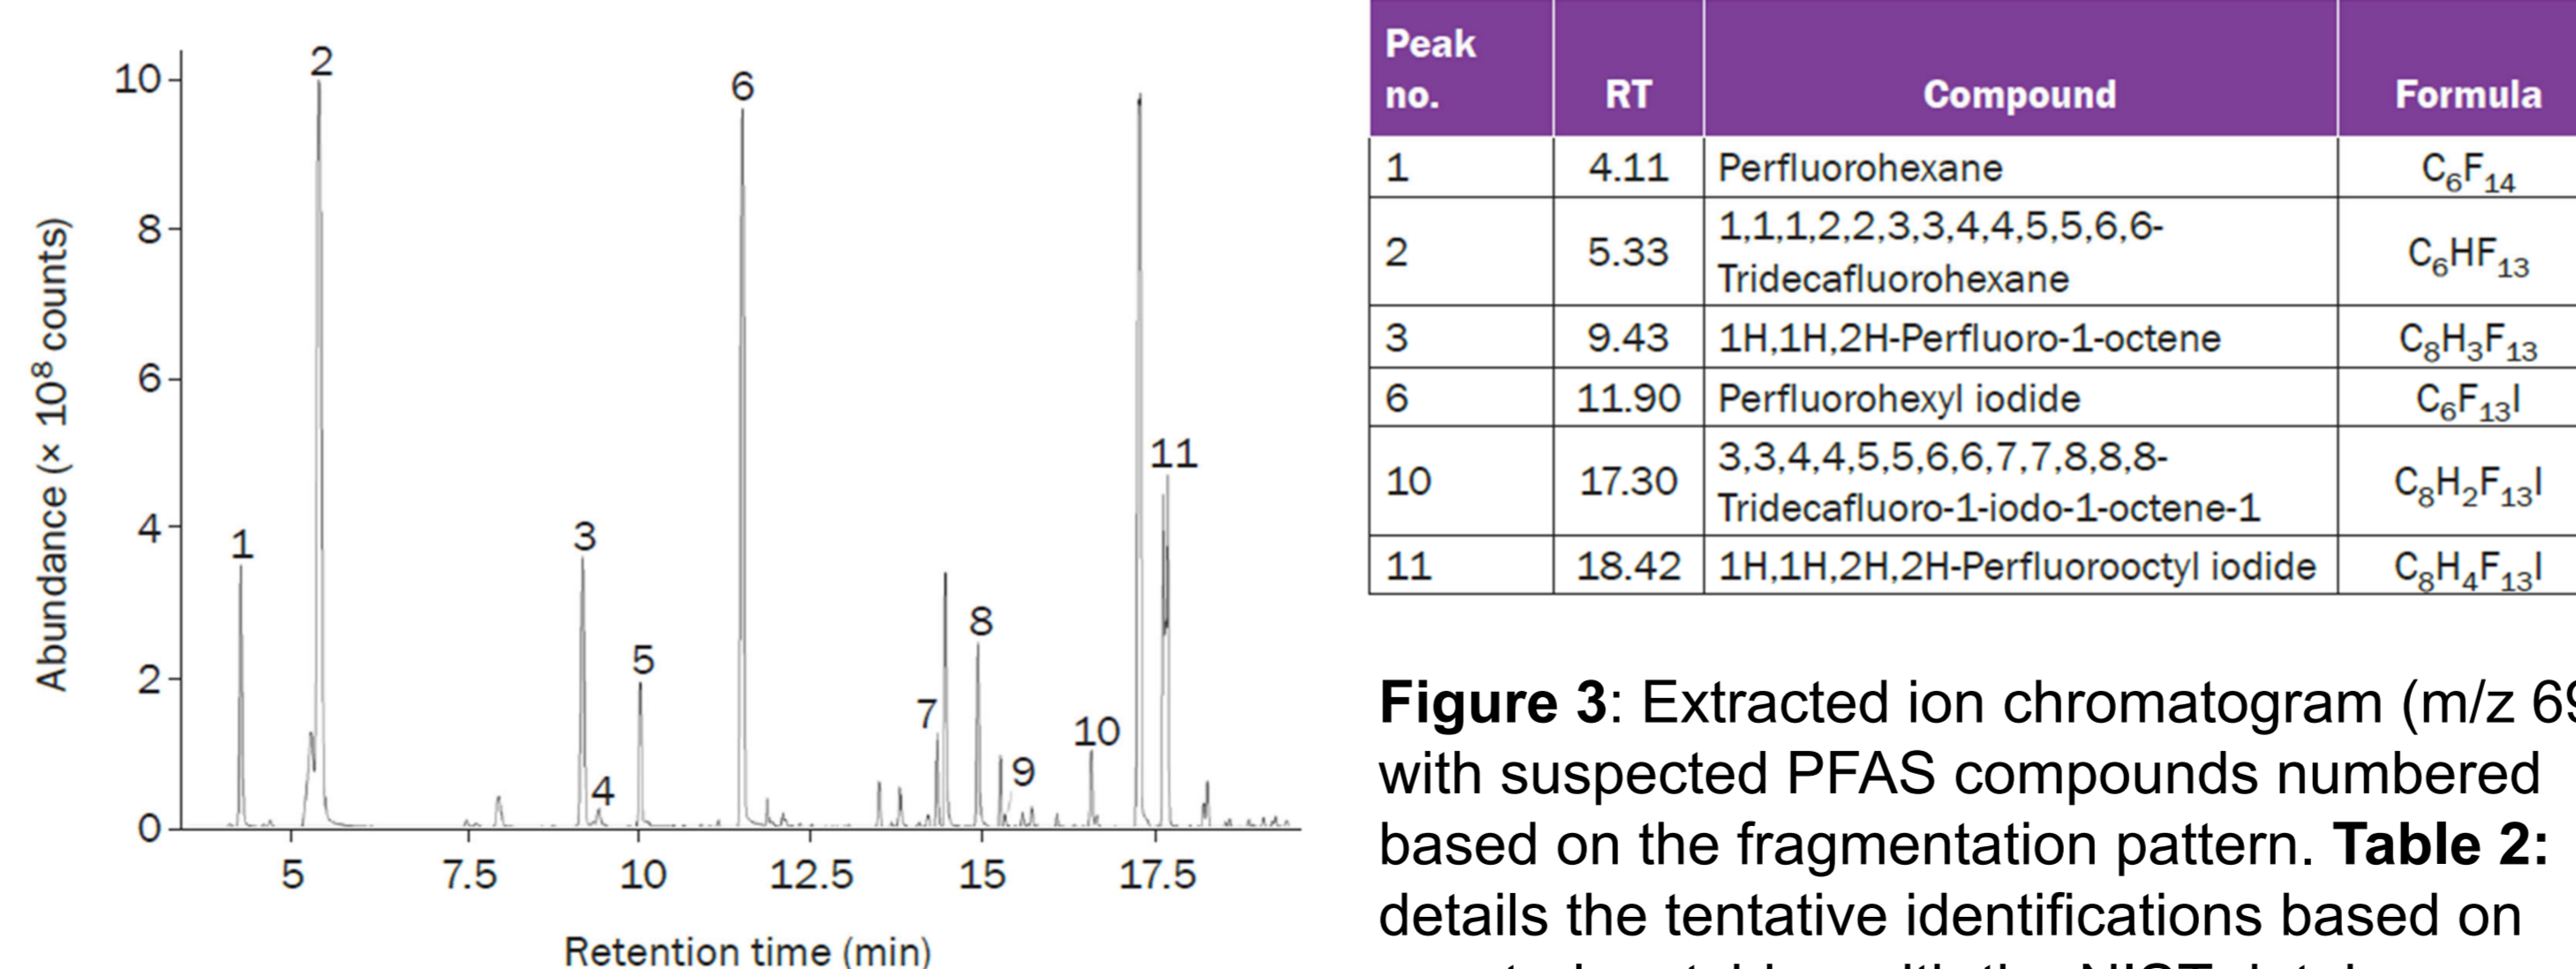 10
8
6
4
2
0
Abundance (× 10⁸ counts)
1
2
3
4
5
6
7
8
9
10
11
5
7.5
10
12.5
15
17.5
Retention time (min)
Peak no. RT Compound Formula
1 4.11 Perfluorohexane C₆F₁₄
2 5.33 1,1,1,2,2,3,3,4,4,5,5,6,6-
Tridecafluorohexane C₆HF₁₃
3 9.43 1H,1H,2H-Perfluoro-1-octene C₈H₃F₁₃
6 11.90 Perfluorohexyl iodide C₆F₁₃I
10 17.30 3,3,4,4,5,5,6,6,7,7,8,8,8-
Tridecafluoro-1-iodo-1-octene-1 C₈H₂F₁₃I
11 18.42 1H,1H,2H,2H-Perfluorooctyl iodide C₈H₄F₁₃I
Figure 3: Extracted ion chromatogram (m/z 69
with suspected PFAS compounds numbered
based on the fragmentation pattern. Table 2:
details the tentative identifications based on